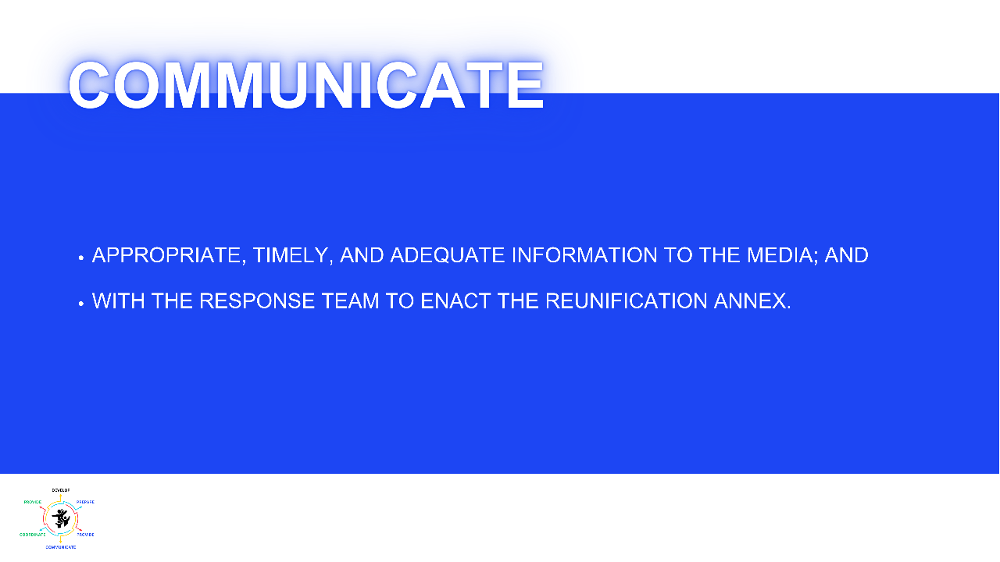 COMMUNICATE
• APPROPRIATE, TIMELY, AND ADEQUATE INFORMATION TO THE MEDIA; AND
• WITH THE RESPONSE TEAM TO ENACT THE REUNIFICATION ANNEX.
DEVELOP
PROVIDE
PREPARE
COORDINATE
PROVIDE
COMMUNICATE